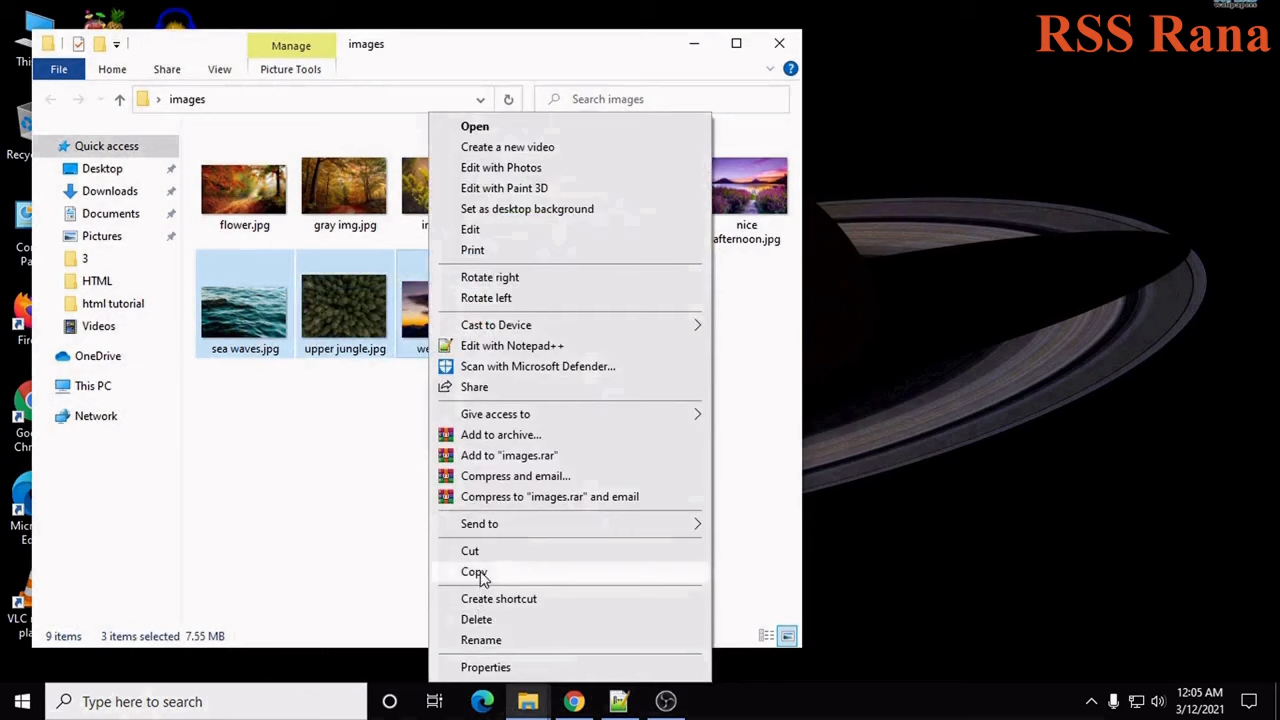 RSS Rana
Manage
images
File
Home
Share
View
Picture Tools
images
Search images
Quick access
Desktop
Downloads
Documents
Pictures
3
HTML
html tutorial
Videos
OneDrive
This PC
Network
flower.jpg
gray img.jpg
nice
afternoon.jpg
sea waves.jpg
upper jungle.jpg
Open
Create a new video
Edit with Photos
Edit with Paint 3D
Set as desktop background
Edit
Print
Rotate right
Rotate left
Cast to Device
Edit with Notepad++
Scan with Microsoft Defender...
Share
Give access to
Add to archive...
Add to "images.rar"
Compress and email...
Compress to "images.rar" and email
Send to
Cut
Copy
Create shortcut
Delete
Rename
Properties
9 items
3 items selected 7.55 MB
Type here to search
12:05 AM
3/12/2021